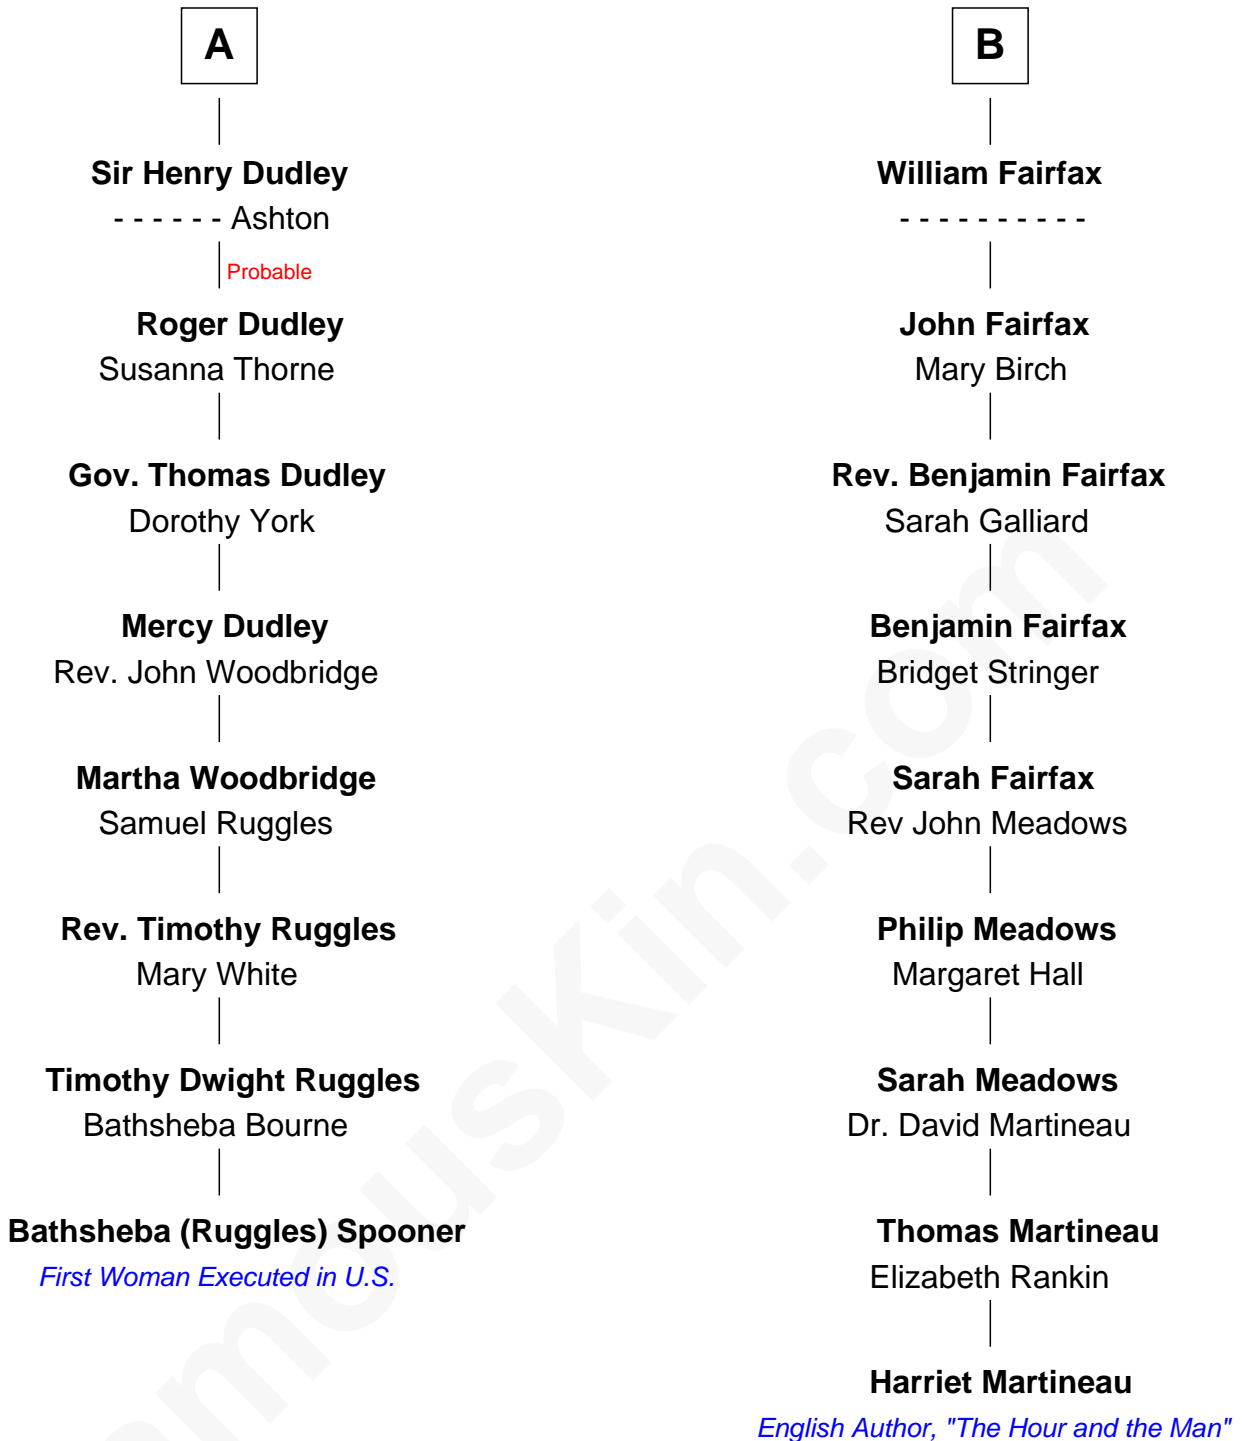 A
Sir Henry Dudley
- - - - - - Ashton
Probable
Roger Dudley
Susanna Thorne
Gov. Thomas Dudley
Dorothy York
Mercy Dudley
Rev. John Woodbridge
Martha Woodbridge
Samuel Ruggles
Rev. Timothy Ruggles
Mary White
Timothy Dwight Ruggles
Bathsheba Bourne
Bathsheba (Ruggles) Spooner
First Woman Executed in U.S.
B
William Fairfax
- - - - - - - - - -
John Fairfax
Mary Birch
Rev. Benjamin Fairfax
Sarah Galliard
Benjamin Fairfax
Bridget Stringer
Sarah Fairfax
Rev John Meadows
Philip Meadows
Margaret Hall
Sarah Meadows
Dr. David Martineau
Thomas Martineau
Elizabeth Rankin
Harriet Martineau
English Author, "The Hour and the Man"
amousKin.com